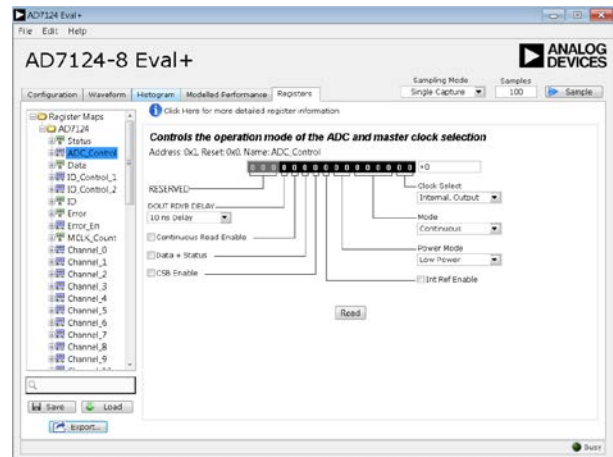 AD7124 Eval+
File Edit Help
AD7124-8 Eval+
ANALOG
DEVICES
Sampling Mode
Single Capture
Samples
100
Sample
Configuration Waveform Histogram Modelled Performance Registers
Register Maps
AD7124
Status
ADC_Control
Data
IO_Control_1
IO_Control_2
ID
Error
Error_En
MCLK_Count
Channel_0
Channel_1
Channel_2
Channel_3
Channel_4
Channel_5
Channel_6
Channel_7
Channel_8
Channel_9
Save
Load
Export...
Click Here for more detailed register information
Controls the operation mode of the ADC and master clock selection
Address: 0x1, Reset: 0x0, Name: ADC_Control
0 0 0 0 0 0 0 0 0 0 0 0 0 0 0 0
RESERVED
DOUT RDYB DELAY
10 ns Delay
Continuous Read Enable
Data + Status
CSB Enable
Clock Select
Internal, Output
Mode
Continuous
Power Mode
Low Power
Int Ref Enable
Read
Busy